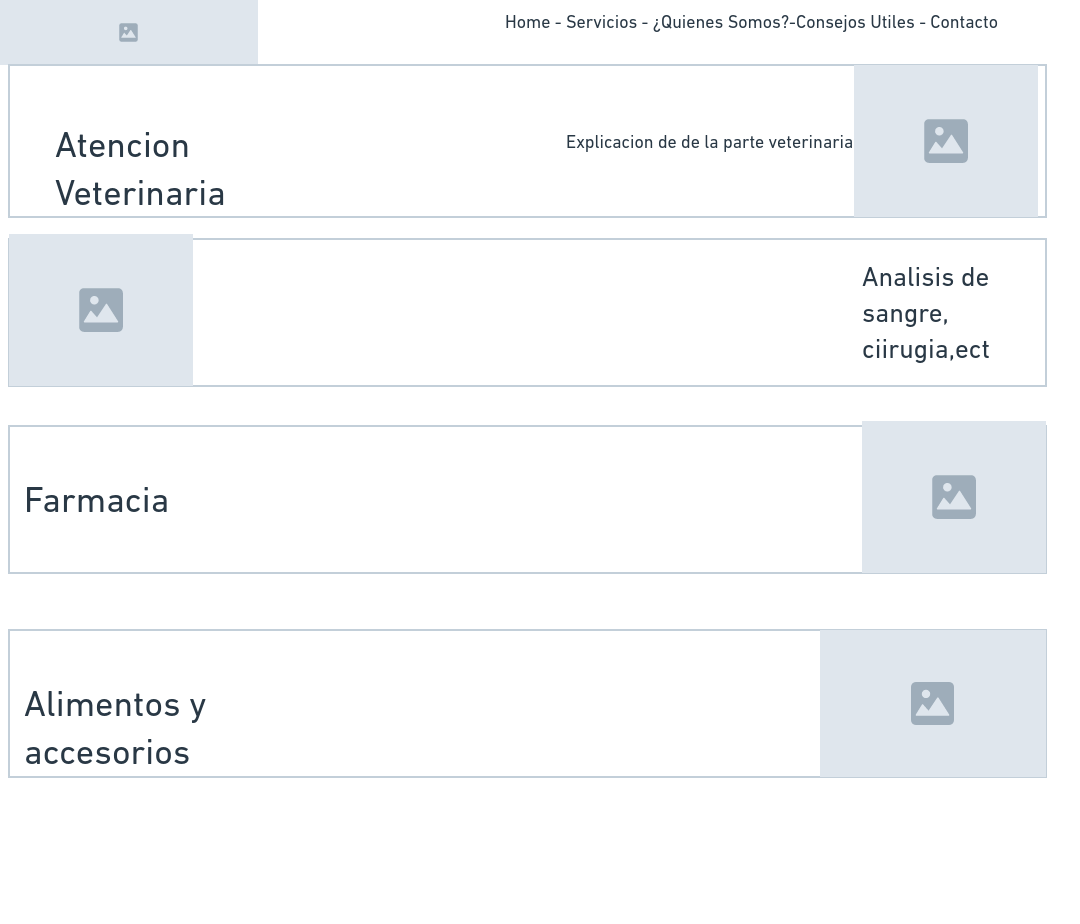 Home - Servicios - ¿Quienes Somos?-Consejos Utiles - Contacto
Atencion
Veterinaria
Explicacion de de la parte veterinaria
Analisis de
sangre,
ciirugia,ect
Farmacia
Alimentos y
accesorios